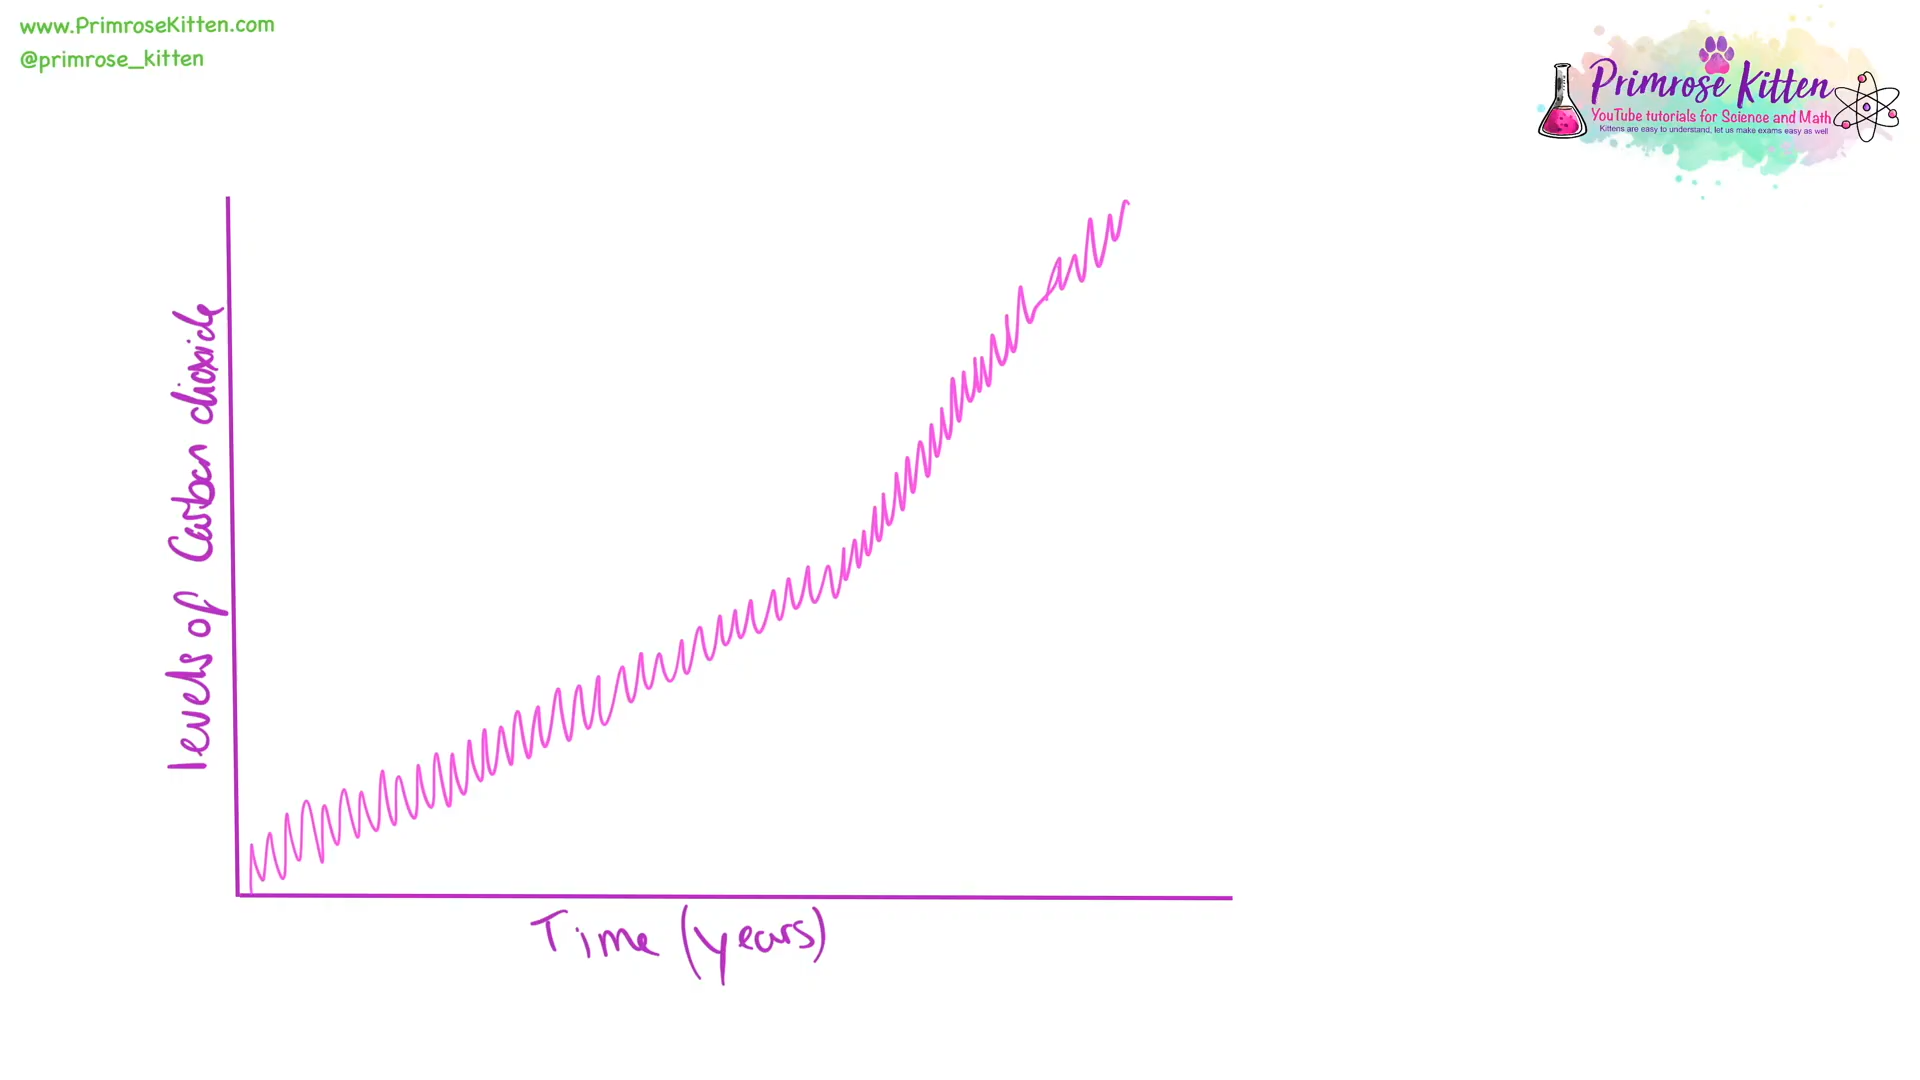 www.PrimroseKitten.com
@primrose_kitten
Primrose Kitten
YouTube tutorials for Science and Math
Kittens are easy to understand, let us make exams easy as well
levels of Carbon dioxide
Time (years)